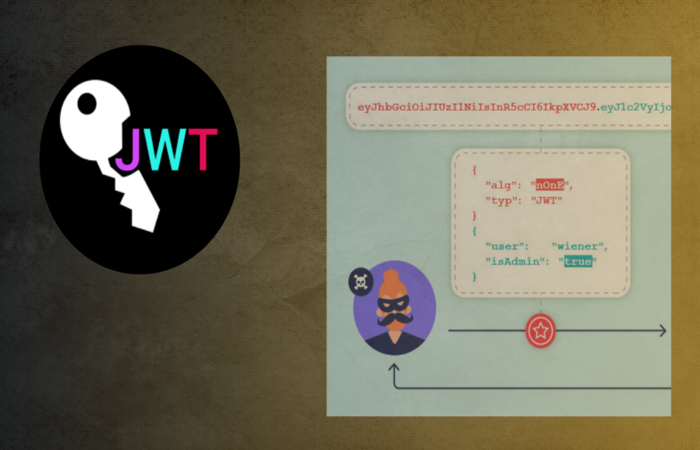 JWT
eyJhbGciOiJIUzI1NiIsInR5cCI6IkpXVCJ9.eyJ1c2VyIjo
{
"alg": "nOnE",
"typ": "JWT"
}
{
"user": "wiener",
"isAdmin": "true"
}